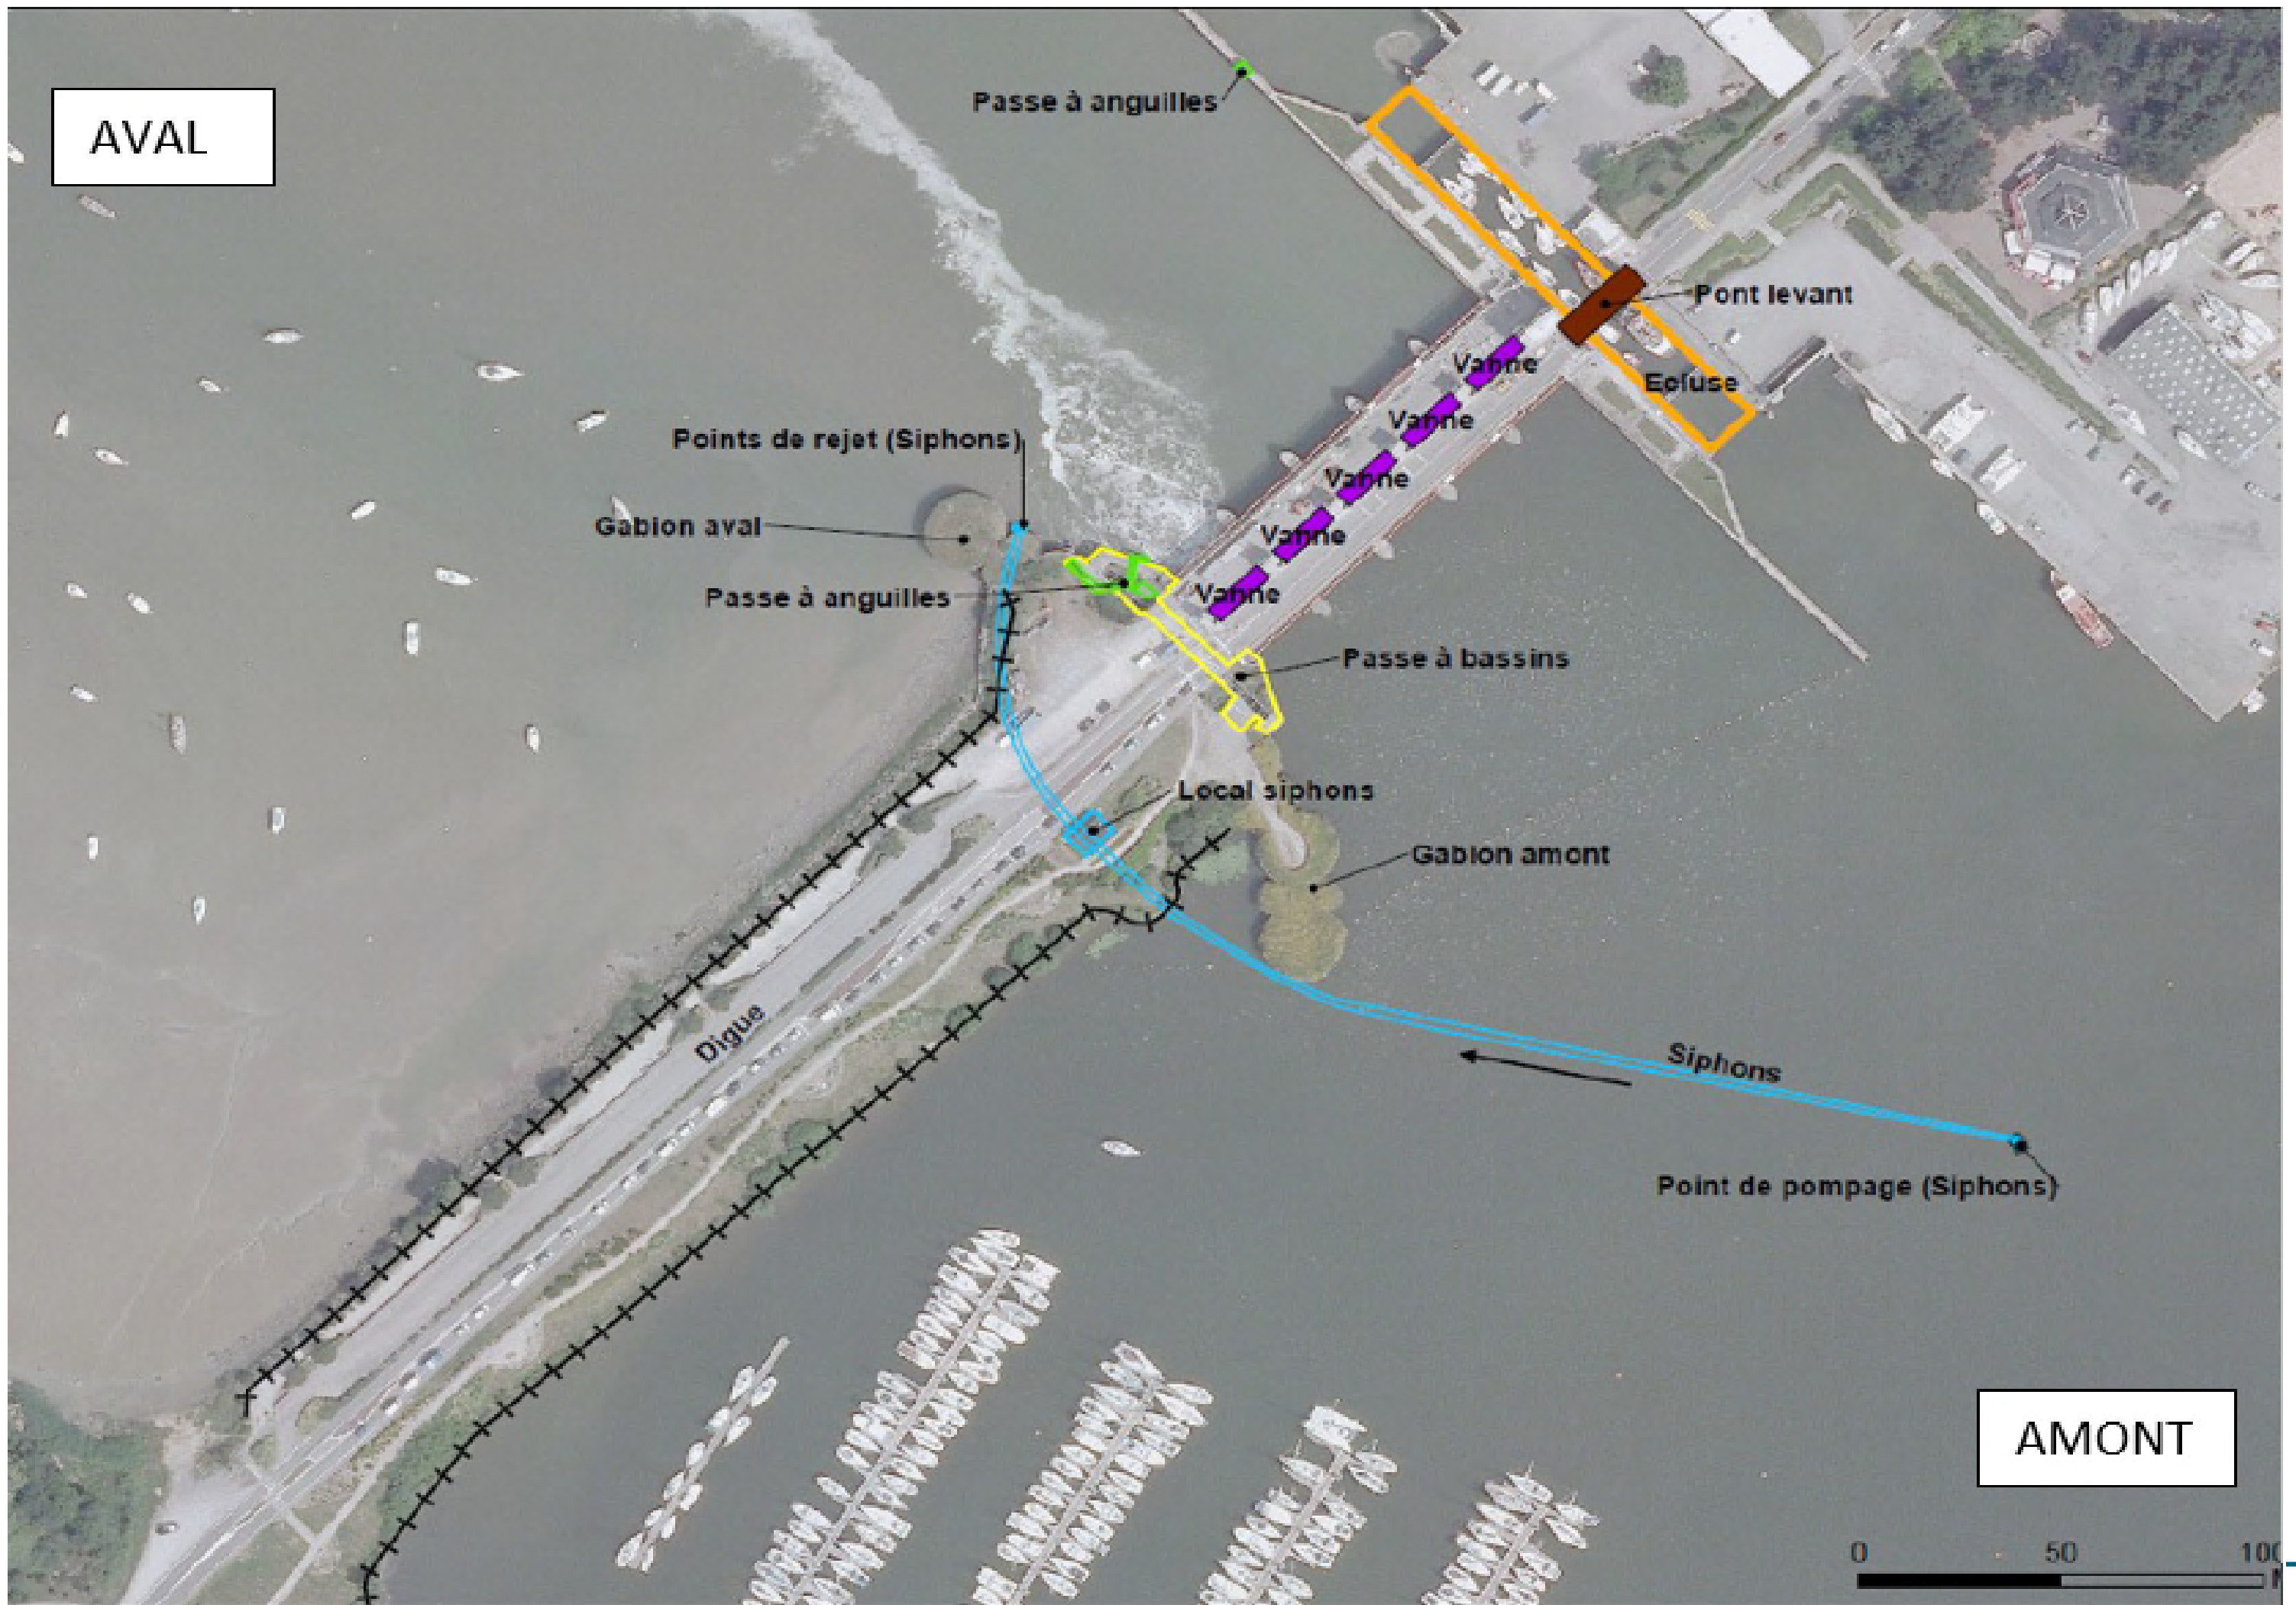 AVAL
Passe à anguilles
Pont levant
Vanne
Ecluse
Vanne
Points de rejet (Siphons)
Vanne
Gabion aval
Vanne
Passe à anguilles
Vanne
Passe à bassins
Local siphons
Gabion amont
Digue
Siphons
Point de pompage (Siphons)
AMONT
0 50 100